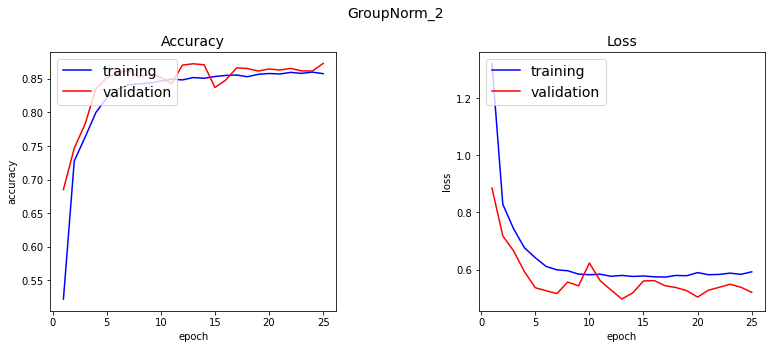 GroupNorm_2
Accuracy
training
validation
accuracy
0.85
0.80
0.75
0.70
0.65
0.60
0.55
0 5 10 15 20 25
epoch
Loss
training
validation
loss
1.2
1.0
0.8
0.6
0 5 10 15 20 25
epoch